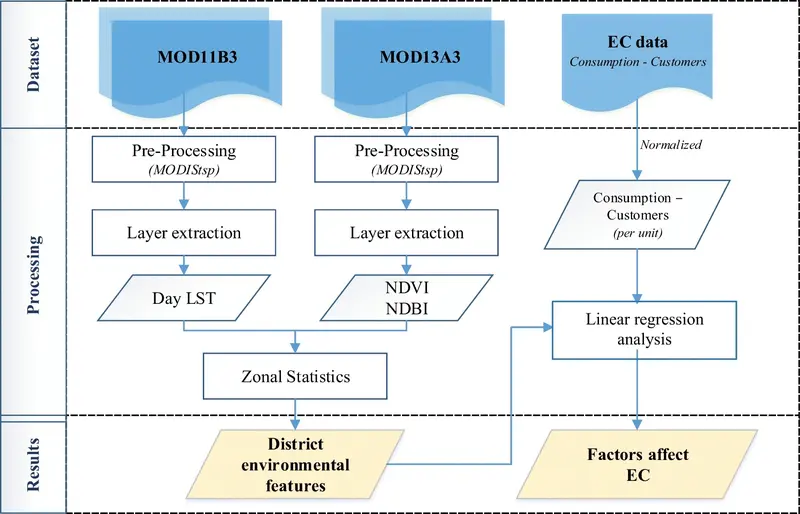 Dataset
MOD11B3
MOD13A3
EC data
Consumption - Customers
Processing
Pre-Processing
(MODIStsp)
Pre-Processing
(MODIStsp)
Normalized
Layer extraction
Layer extraction
Consumption –
Customers
(per unit)
Day LST
NDVI
NDBI
Linear regression
analysis
Zonal Statistics
Results
District
environmental
features
Factors affect
EC